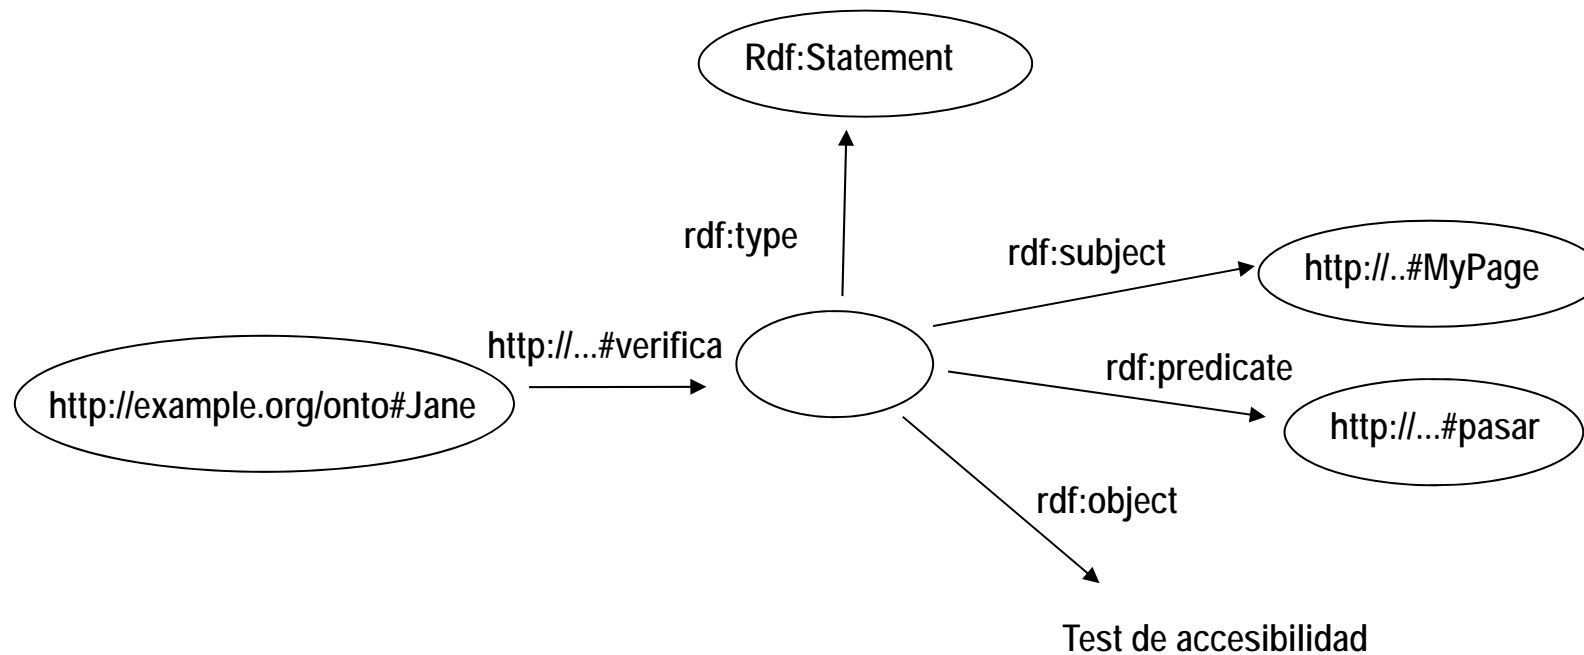 Rdf:Statement
rdf:type
rdf:subject
http://..#MyPage
http://...#verifica
rdf:predicate
http://example.org/onto#Jane
http://...#pasar
rdf:object
Test de accesibilidad